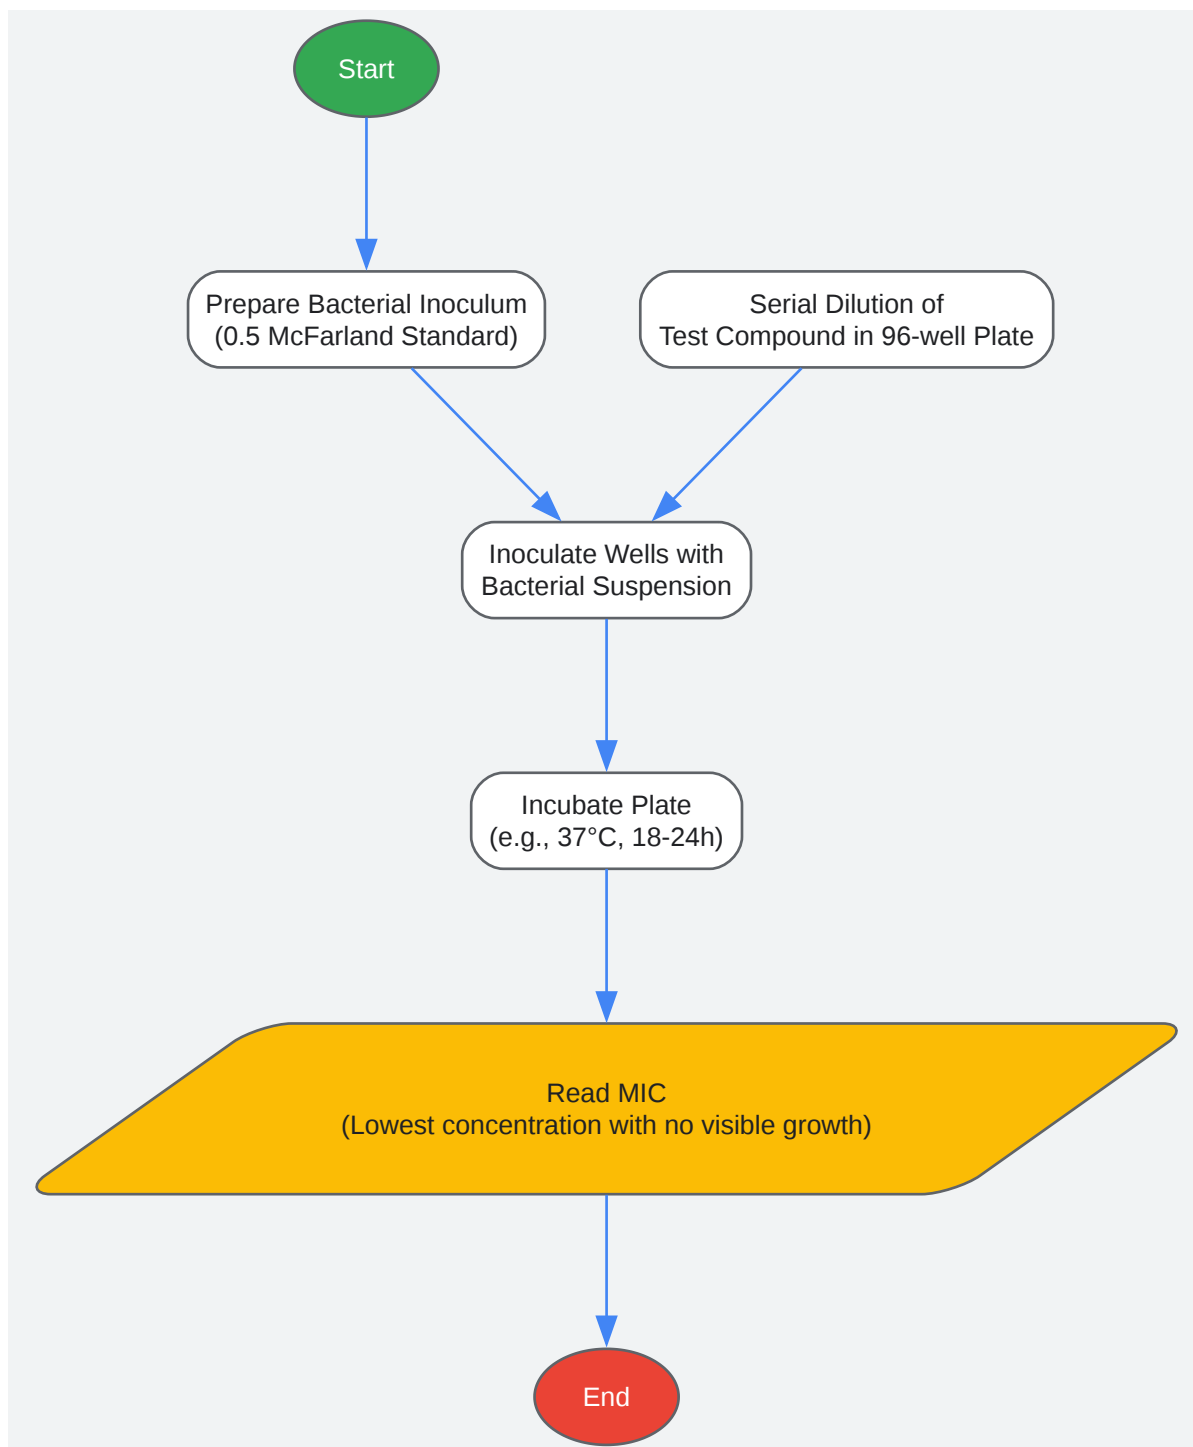 Start
Prepare Bacterial Inoculum
(0.5 McFarland Standard)
Serial Dilution of
Test Compound in 96-well Plate
Inoculate Wells with
Bacterial Suspension
Incubate Plate
(e.g., 37°C, 18-24h)
Read MIC
(Lowest concentration with no visible growth)
End